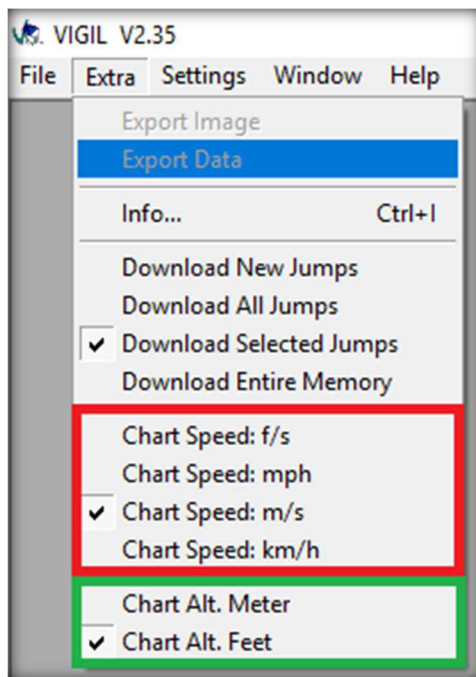 VIGIL V2.35
File Extra Settings Window Help
Export Image
Export Data
Info... Ctrl+I
Download New Jumps
Download All Jumps
Download Selected Jumps
Download Entire Memory
Chart Speed: f/s
Chart Speed: mph
Chart Speed: m/s
Chart Speed: km/h
Chart Alt. Meter
Chart Alt. Feet